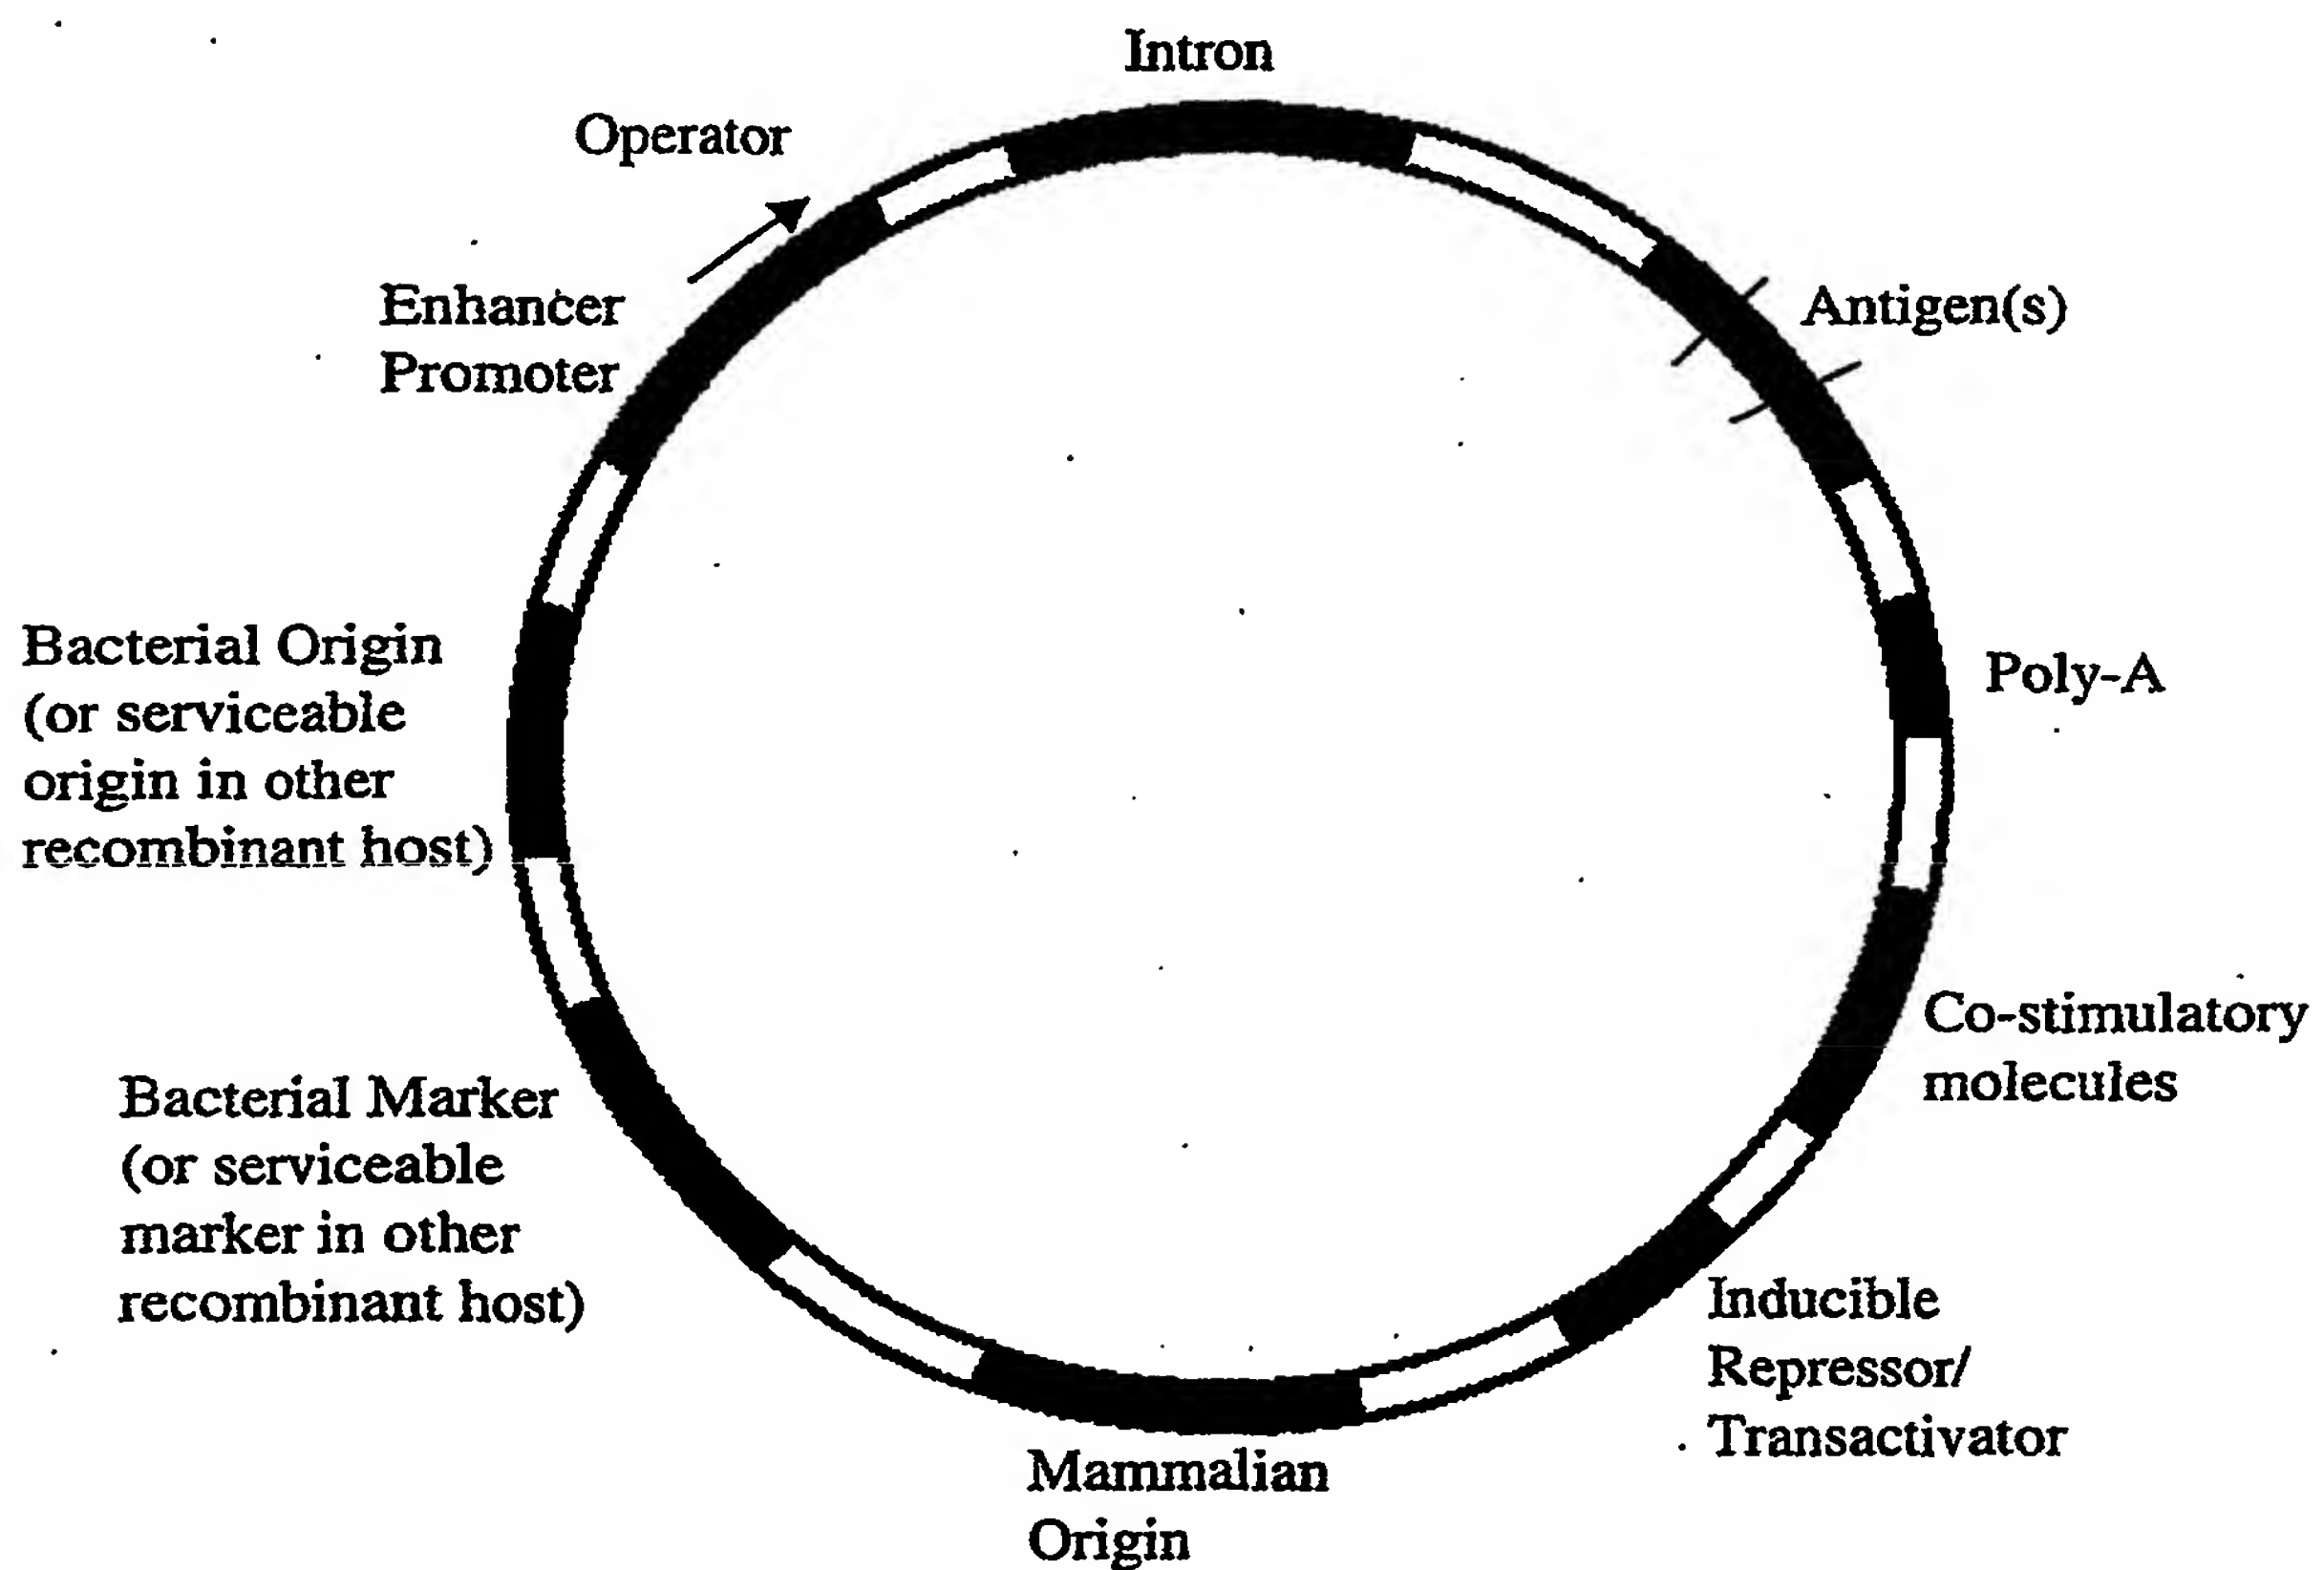 Intron
Operator
Enhancer
Promoter
Antigen(s)
Bacterial Origin
(or serviceable
origin in other
recombinant host)
Poly-A
Co-stimulatory
molecules
Bacterial Marker
(or serviceable
marker in other
recombinant host)
Inducible
Repressor/
Transactivator
Mammalian
Origin